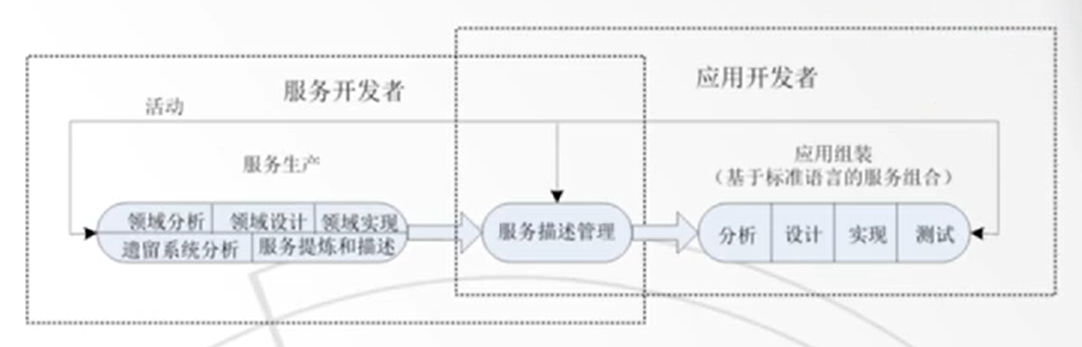 服务开发者
应用开发者
活动
服务生产
应用组装
（基于标准语言的服务组合）
领域分析 领域设计 领域实现
遗留系统分析 服务提炼和描述
服务描述管理
分析 设计 实现 测试